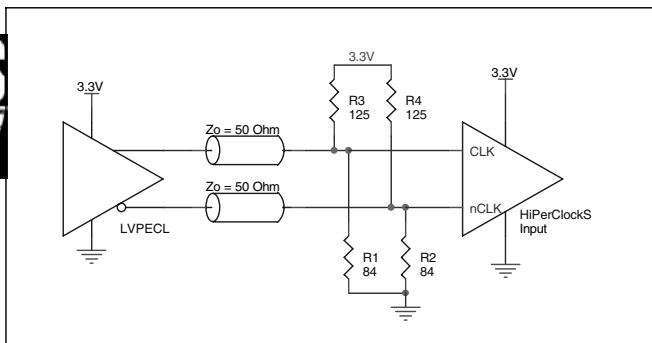 3.3V
3.3V
3.3V
R3
125
R4
125
Zo = 50 Ohm
CLK
Zo = 50 Ohm
nCLK
HiPerClockS
Input
LVPECL
R1
84
R2
84